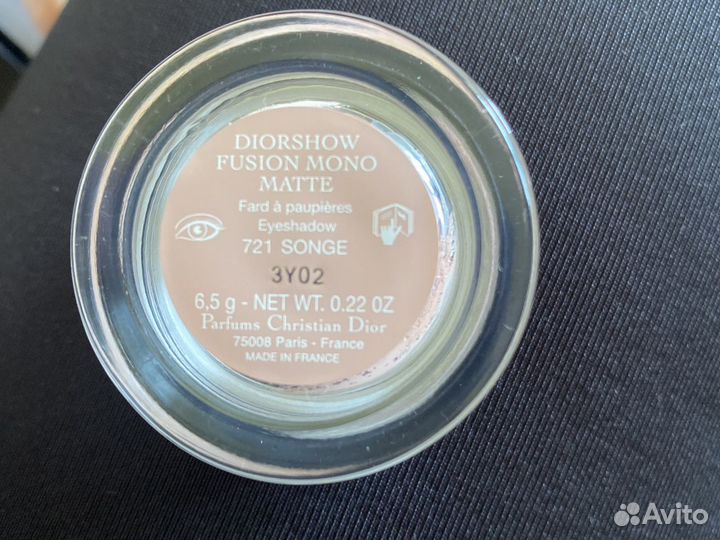 DIORSHOW
FUSION MONO
MATTE
Fard à paupières
Eyeshadow
721 SONGE
3Y02
6,5 g - NET WT. 0.22 OZ
Parfums Christian Dior
75008 Paris - France
MADE IN FRANCE
Avito